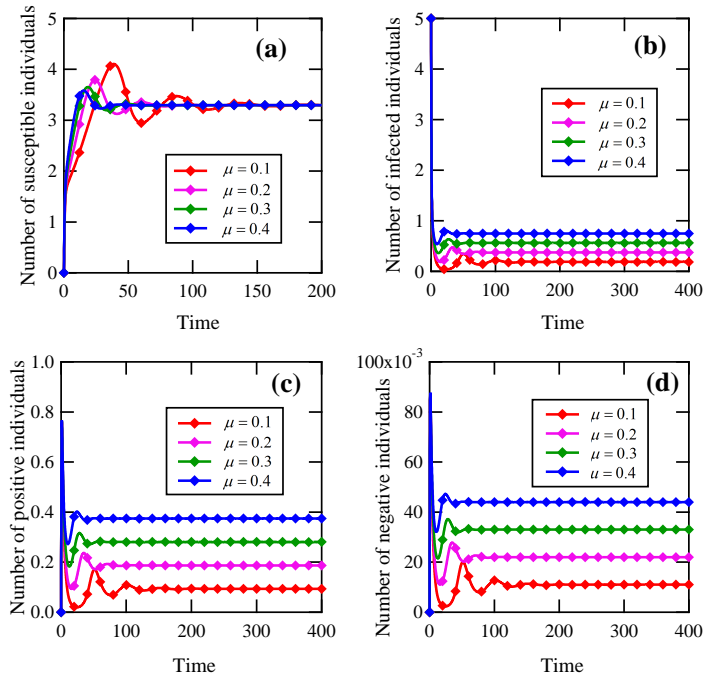 (a)
Number of susceptible individuals
5
4
3
2
1
0
μ = 0.1
μ = 0.2
μ = 0.3
μ = 0.4
0 50 100 150 200
Time
(b)
Number of infected individuals
5
4
3
2
1
0
μ = 0.1
μ = 0.2
μ = 0.3
μ = 0.4
0 100 200 300 400
Time
(c)
Number of positive individuals
1.0
0.8
0.6
0.4
0.2
0.0
μ = 0.1
μ = 0.2
μ = 0.3
μ = 0.4
0 100 200 300 400
Time
(d)
Number of negative individuals
100x10-3
80
60
40
20
0
μ = 0.1
μ = 0.2
μ = 0.3
u = 0.4
0 100 200 300 400
Time